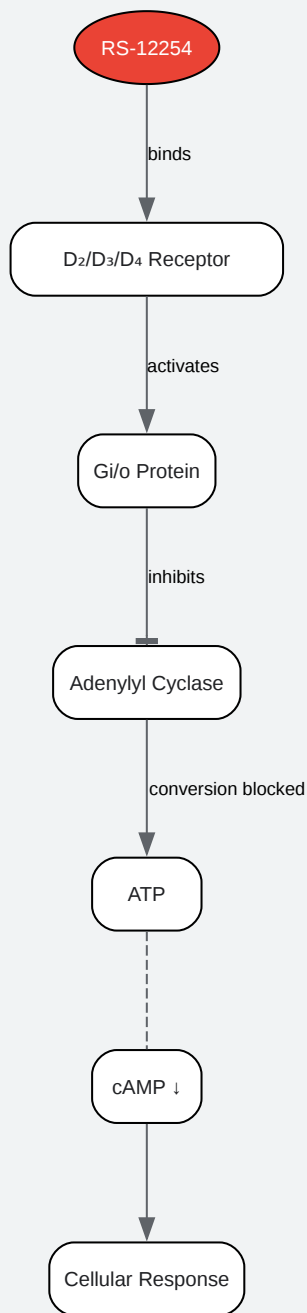 RS-12254
binds
D₂/D₃/D₄ Receptor
activates
Gi/o Protein
inhibits
Adenylyl Cyclase
conversion blocked
ATP
cAMP ↓
Cellular Response